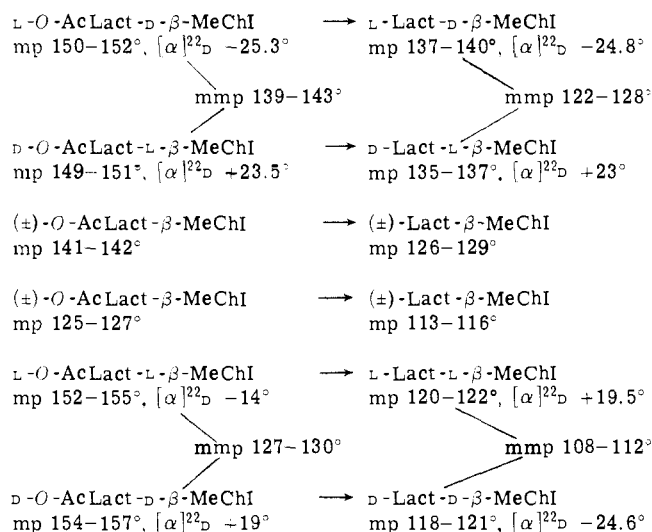 L-O-AcLact-D-β-MeChI → L-Lact-D-β-MeChI
mp 150–152°, [α]²²D −25.3° mp 137–140°, [α]²²D −24.8°
mmp 139–143° mmp 122–128°
D-O-AcLact-L-β-MeChI → D-Lact-L-β-MeChI
mp 149–151°, [α]²²D +23.5° mp 135–137°, [α]²²D +23°
(±)-O-AcLact-β-MeChI → (±)-Lact-β-MeChI
mp 141–142° mp 126–129°
(±)-O-AcLact-β-MeChI → (±)-Lact-β-MeChI
mp 125–127° mp 113–116°
L-O-AcLact-L-β-MeChI → L-Lact-L-β-MeChI
mp 152–155°, [α]²²D −14° mp 120–122°, [α]²²D +19.5°
mmp 127–130° mmp 108–112°
D-O-AcLact-D-β-MeChI → D-Lact-D-β-MeChI
mp 154–157°, [α]²²D +19° mp 118–121°, [α]²²D −24.6°